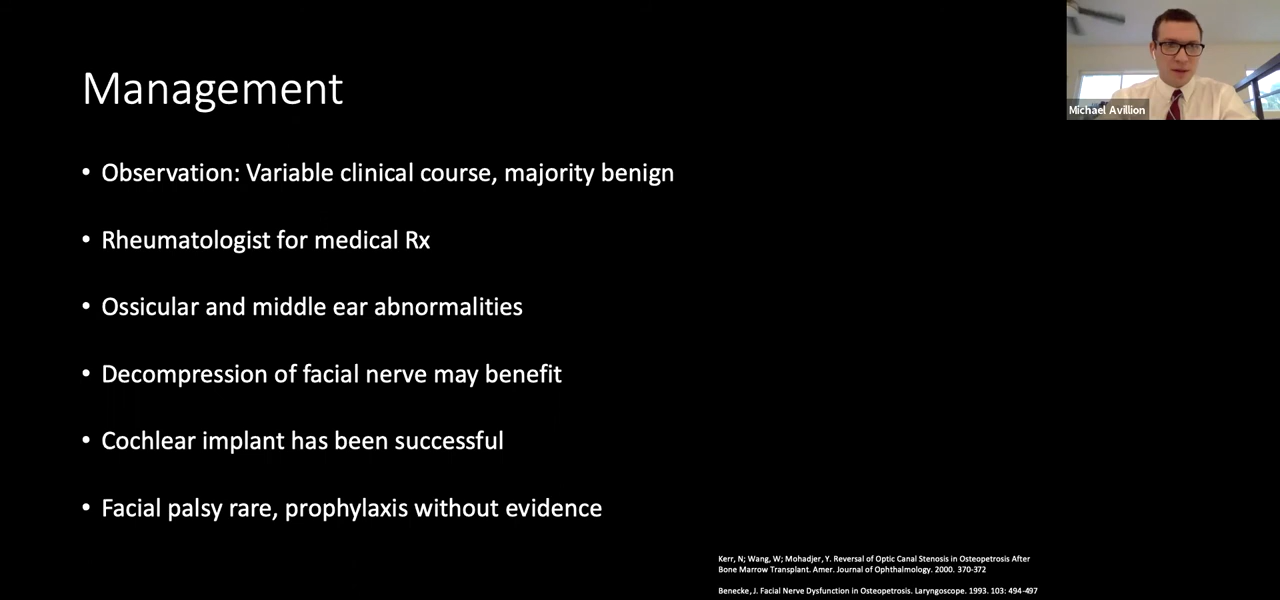 Management
Michael Avillion
• Observation: Variable clinical course, majority benign
• Rheumatologist for medical Rx
• Ossicular and middle ear abnormalities
• Decompression of facial nerve may benefit
• Cochlear implant has been successful
• Facial palsy rare, prophylaxis without evidence
Kerr, N; Wang, W; Mohadjer, Y. Reversal of Optic Canal Stenosis in Osteopetrosis After
Bone Marrow Transplant. Amer. Journal of Ophthalmology. 2000. 370-372
Benecke, J. Facial Nerve Dysfunction in Osteopetrosis. Laryngoscope. 1993. 103: 494-497